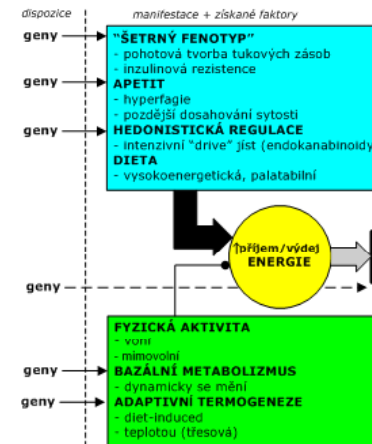 dispozice
manifestace + získané faktory
geny
"ŠETRNÝ FENOTYP"
- pohotová tvorba tukových zásob
- inzulinová rezistence
geny
APETIT
- hyperfagie
- pozdější dosahování sytosti
geny
HEDONISTICKÁ REGULACE
- intenzivní "drive" jíst (endokanabinoidy
DIETA
- vysokoenergetická, palatabilní
↑příjem/výdej
ENERGIE
geny
FYZICKÁ AKTIVITA
- volní
- mimovolní
geny
BAZÁLNÍ METABOLIZMUS
- dynamicky se mění
geny
ADAPTIVNÍ TERMOGENEZE
- diet-induced
- teplotou (třesová)